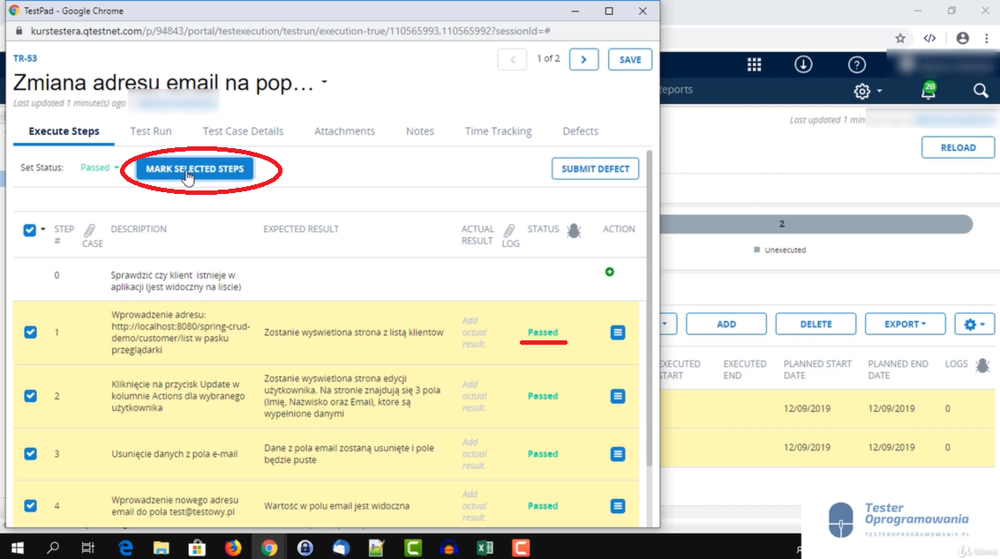 TestPad - Google Chrome
kurstestera.qtestnet.com/p/94843/portal/testexecution/testrun/execution-true/110565993,110565992?sessionId=#
TR-53
1 of 2
SAVE
Zmiana adresu email na pop...
Last updated 1 minute(s) ago
Execute Steps Test Run Test Case Details Attachments Notes Time Tracking Defects
Set Status: Passed MARK SELECTED STEPS SUBMIT DEFECT
STEP # CASE DESCRIPTION EXPECTED RESULT ACTUAL RESULT LOG STATUS ACTION
0
Sprawdzic czy klient istnieje w
aplikacji (jest widoczny na liscie)
1
Wprowadzenie adresu:
http://localhost:8080/spring-crud-
demo/customer/list w pasku
przeglądarki
Zostanie wyswietlona strona z listą klientów
Add
actual
result.
Passed
2
Kliknięcie na przycisk Update w
kolumnie Actions dla wybranego
użytkownika
Zostanie wyswietlona strona edycji
użytkownika. Na stronie znajdują się 3 pola
(Imię, Nazwisko oraz Emai), ktore są
wypełnione danymi
Add
actual
result.
Passed
3
Usunięcie danych z pola e-mail
Dane z pola email zostaną usunięte i pole
będzie puste
Add
actual
result.
Passed
4
Wprowadzenie nowego adresu
email do pola test@testowy.pl
Wartosc w polu email jest widoczna
Add
actual
result.
Passed
20
eports
Last updated 1 min
RELOAD
2
Unexecuted
ADD DELETE EXPORT
EXECUTED END PLANNED START DATE PLANNED END DATE LOGS
12/09/2019 12/09/2019 0
12/09/2019 12/09/2019 0
Tester
Oprogramowania
TESTEROPROGRAMOWANIA.PL
Udemy